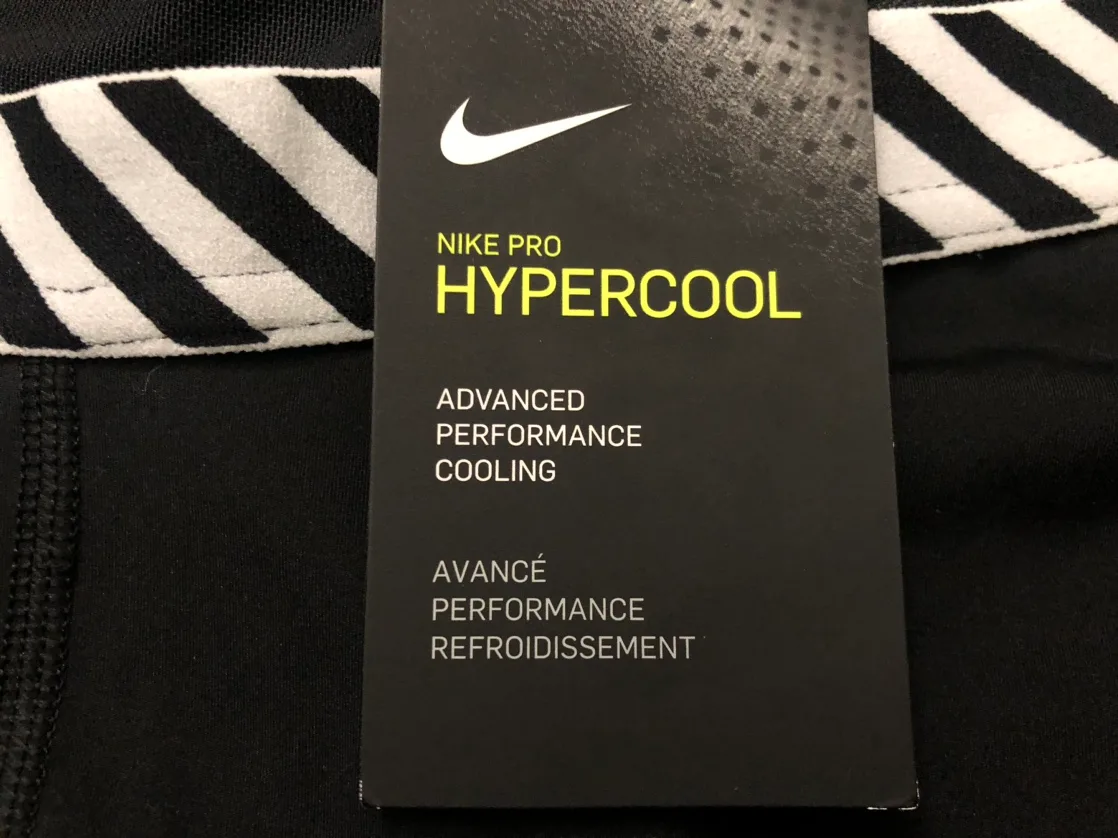 NIKE PRO
HYPERCOOL
ADVANCED
PERFORMANCE
COOLING
AVANCÉ
PERFORMANCE
REFROIDISSEMENT